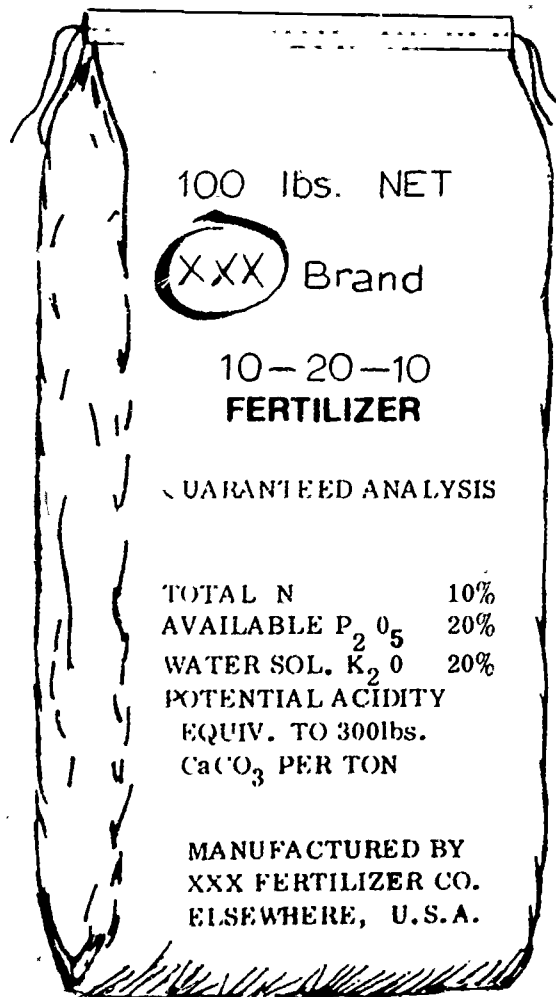 100 lbs. NET
XXX Brand
10-20-10
FERTILIZER
UARANTEED ANALYSIS
TOTAL N 10%
AVAILABLE P2 05 20%
WATER SOL. K2 0 20%
POTENTIAL ACIDITY
EQUIV. TO 300lbs.
CaCO3 PER TON
MANUFACTURED BY
XXX FERTILIZER CO.
ELSEWHERE, U.S.A.